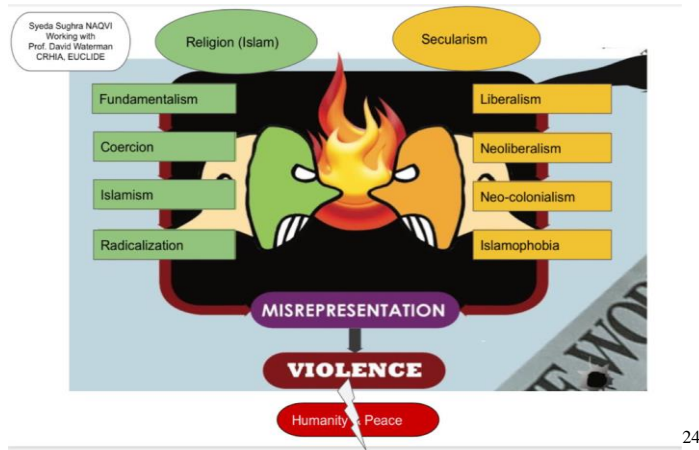 Syeda Sughra NAQVI
Working with
Prof. David Waterman
CRHIA, EUCLIDE
Religion (Islam)
Secularism
Fundamentalism
Coercion
Islamism
Radicalization
Liberalism
Neoliberalism
Neo-colonialism
Islamophobia
MISREPRESENTATION
VIOLENCE
Humanity
Peace
24